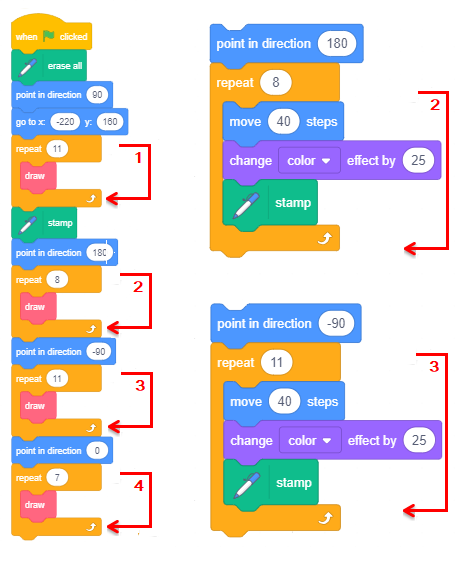 when clicked
erase all
point in direction 90
go to x: -220 y: 160
repeat 11
draw
1
stamp
point in direction 180
repeat 8
draw
2
point in direction -90
repeat 11
draw
3
point in direction 0
repeat 7
draw
4
point in direction 180
repeat 8
move 40 steps
change color effect by 25
stamp
2
point in direction -90
repeat 11
move 40 steps
change color effect by 25
stamp
3